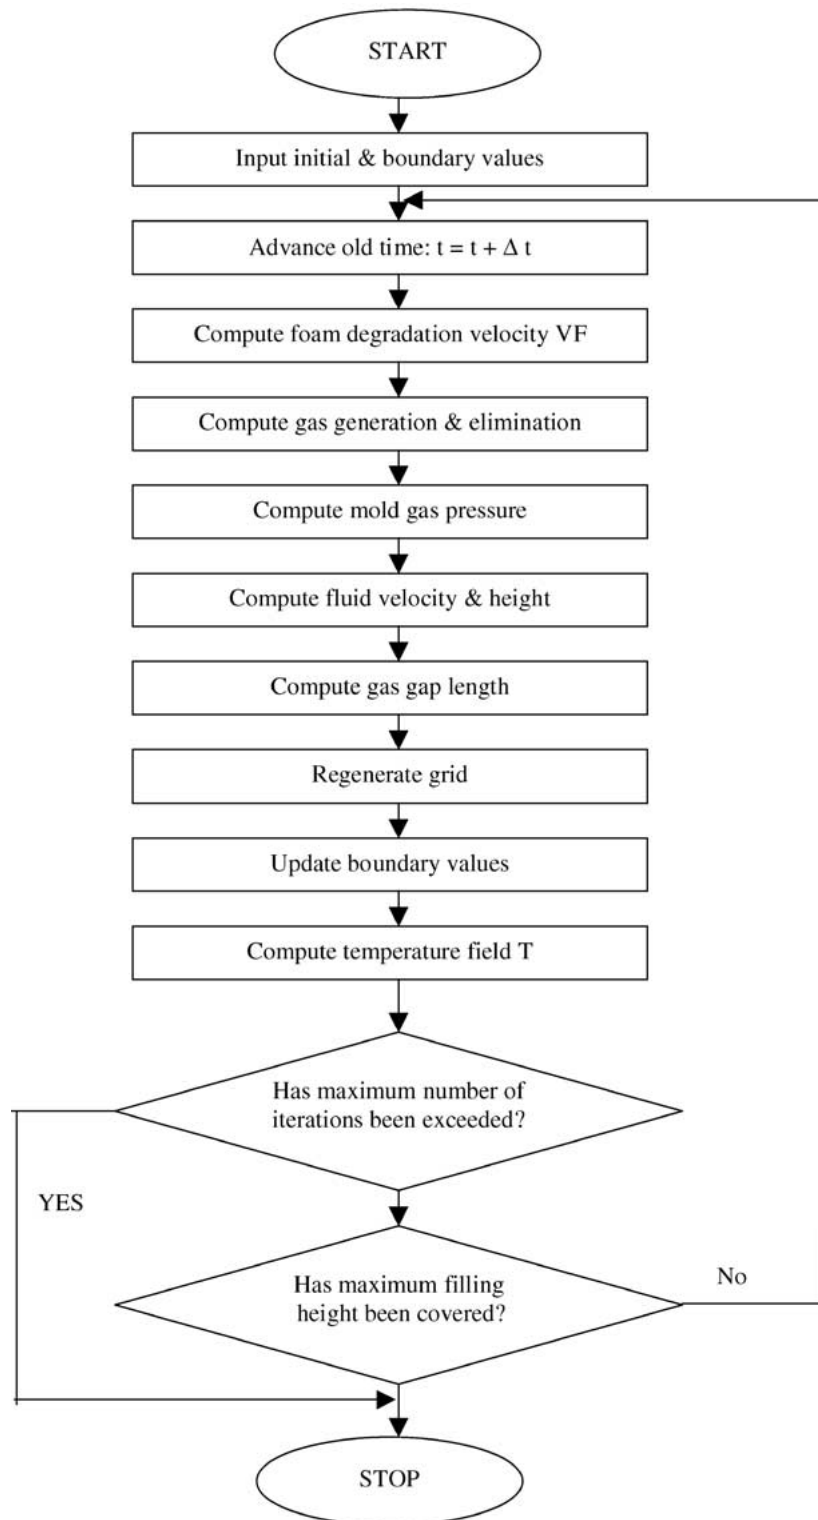 START
Input initial & boundary values
Advance old time: t = t + Δ t
Compute foam degradation velocity VF
Compute gas generation & elimination
Compute mold gas pressure
Compute fluid velocity & height
Compute gas gap length
Regenerate grid
Update boundary values
Compute temperature field T
Has maximum number of
iterations been exceeded?
YES
Has maximum filling
height been covered?
No
STOP